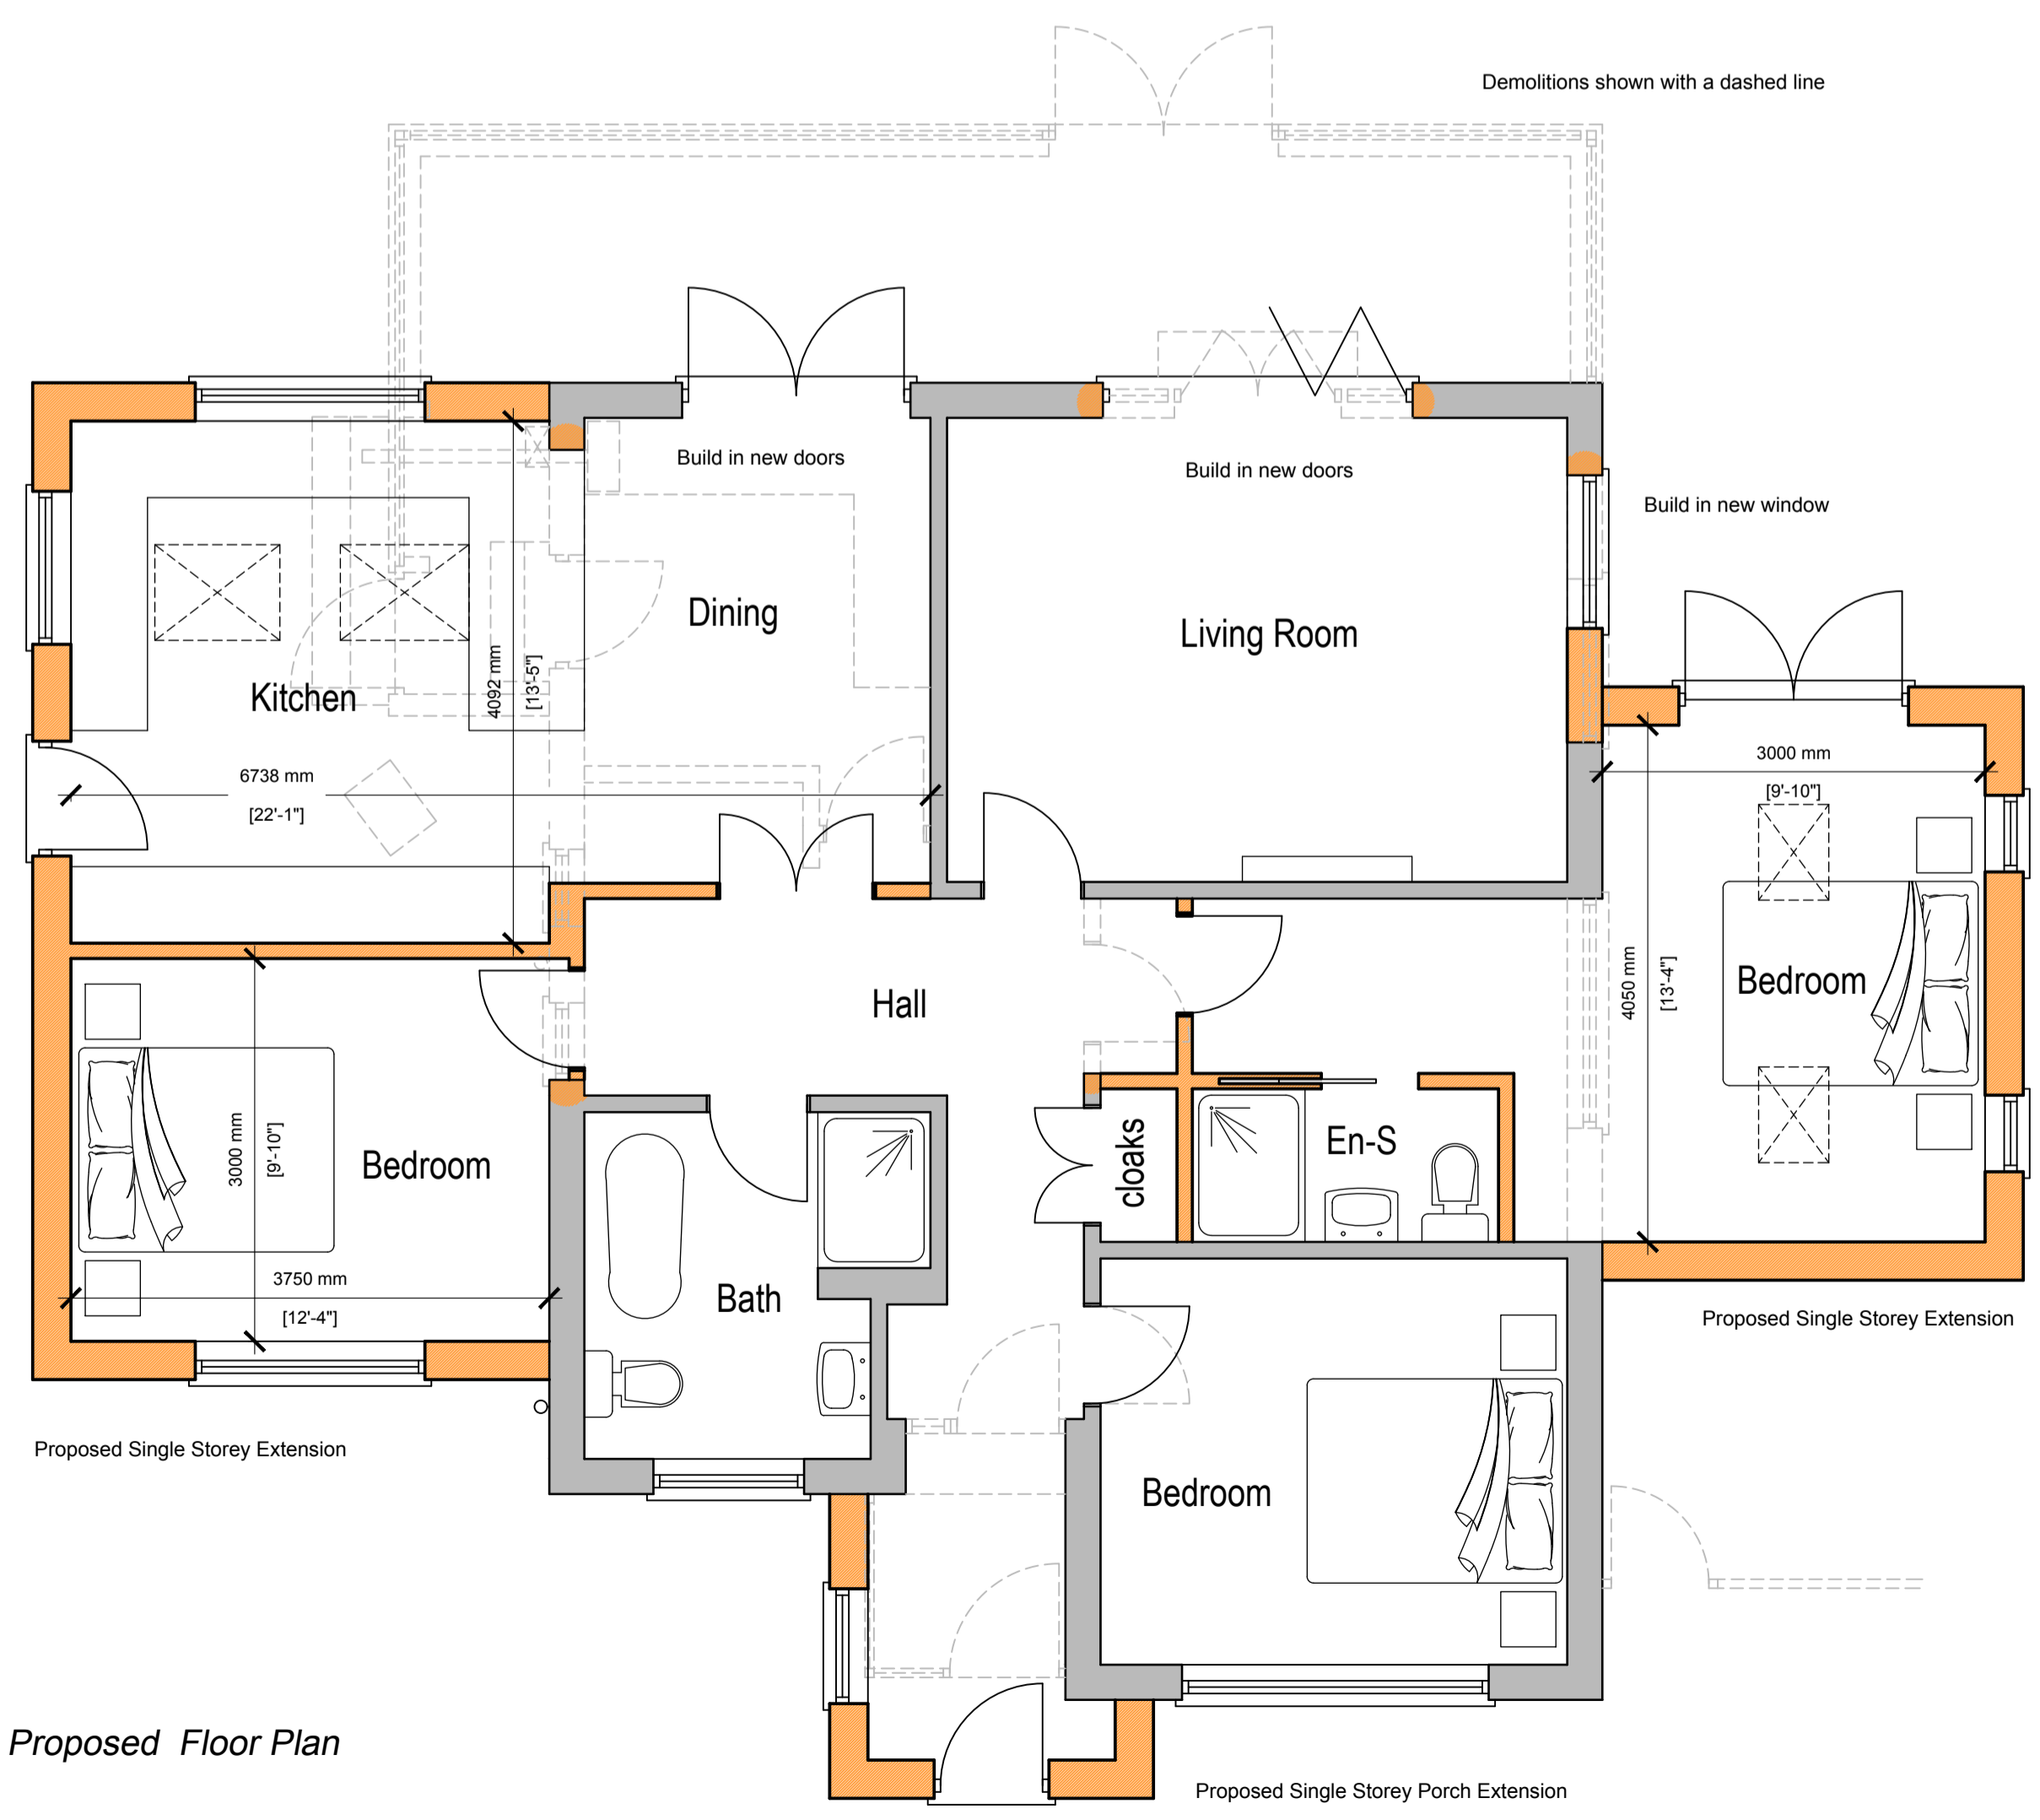 Demolitions shown with a dashed line
Build in new doors
Build in new doors
Build in new window
Dining
Living Room
Kitchen
4092 mm
[13'-5"]
6738 mm
[22'-1"]
3000 mm
[9'-10"]
Bedroom
4050 mm
[13'-4"]
Hall
Bedroom
3000 mm
[9'-10"]
3750 mm
[12'-4"]
cloaks
En-S
Bath
Proposed Single Storey Extension
Proposed Single Storey Extension
Bedroom
Proposed Floor Plan
Proposed Single Storey Porch Extension